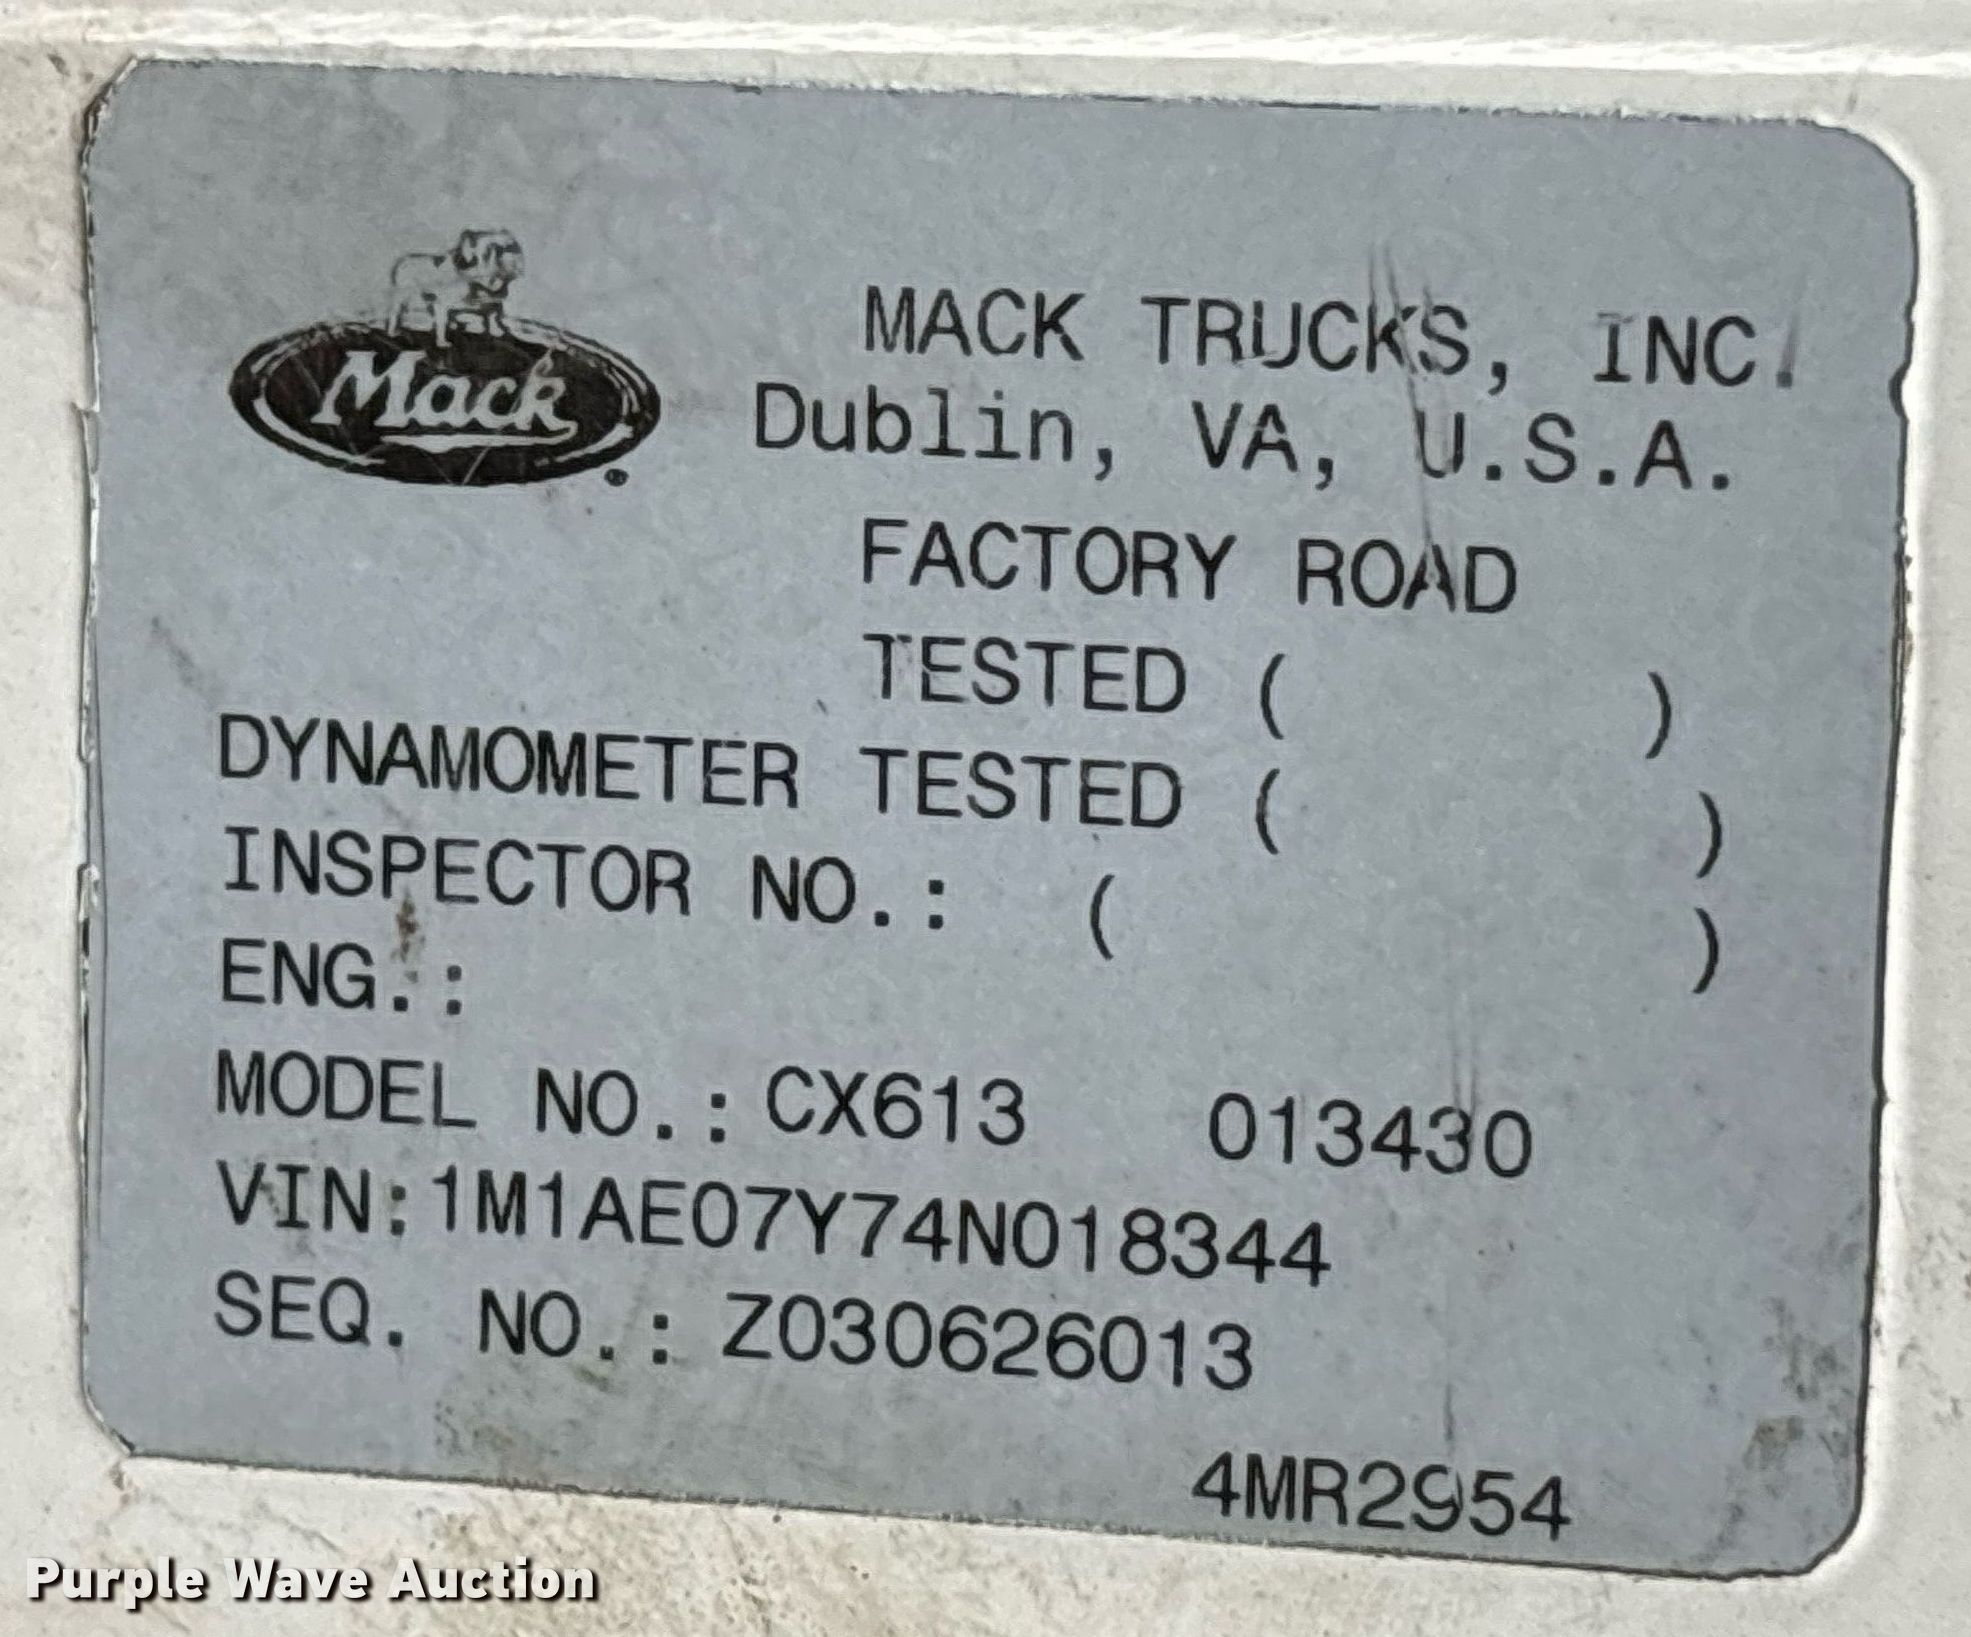 Mack
MACK TRUCKS, INC.
Dublin, VA, U.S.A.
FACTORY ROAD
TESTED ( )
DYNAMOMETER TESTED ( )
INSPECTOR NO.: ( )
ENG.:
MODEL NO.: CX613 013430
VIN:1M1AE07Y74N018344
SEQ. NO.: Z030626013
4MR2954
Purple Wave Auction